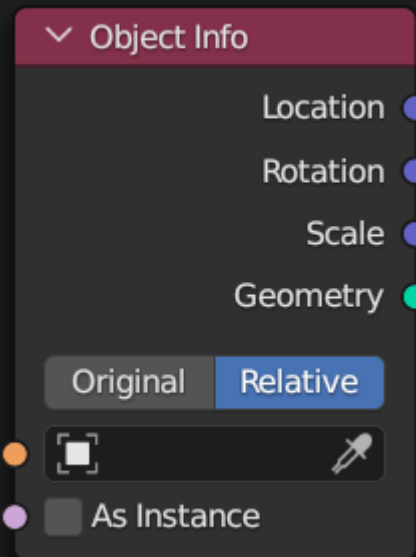 Object Info
Location
Rotation
Scale
Geometry
Original Relative
As Instance